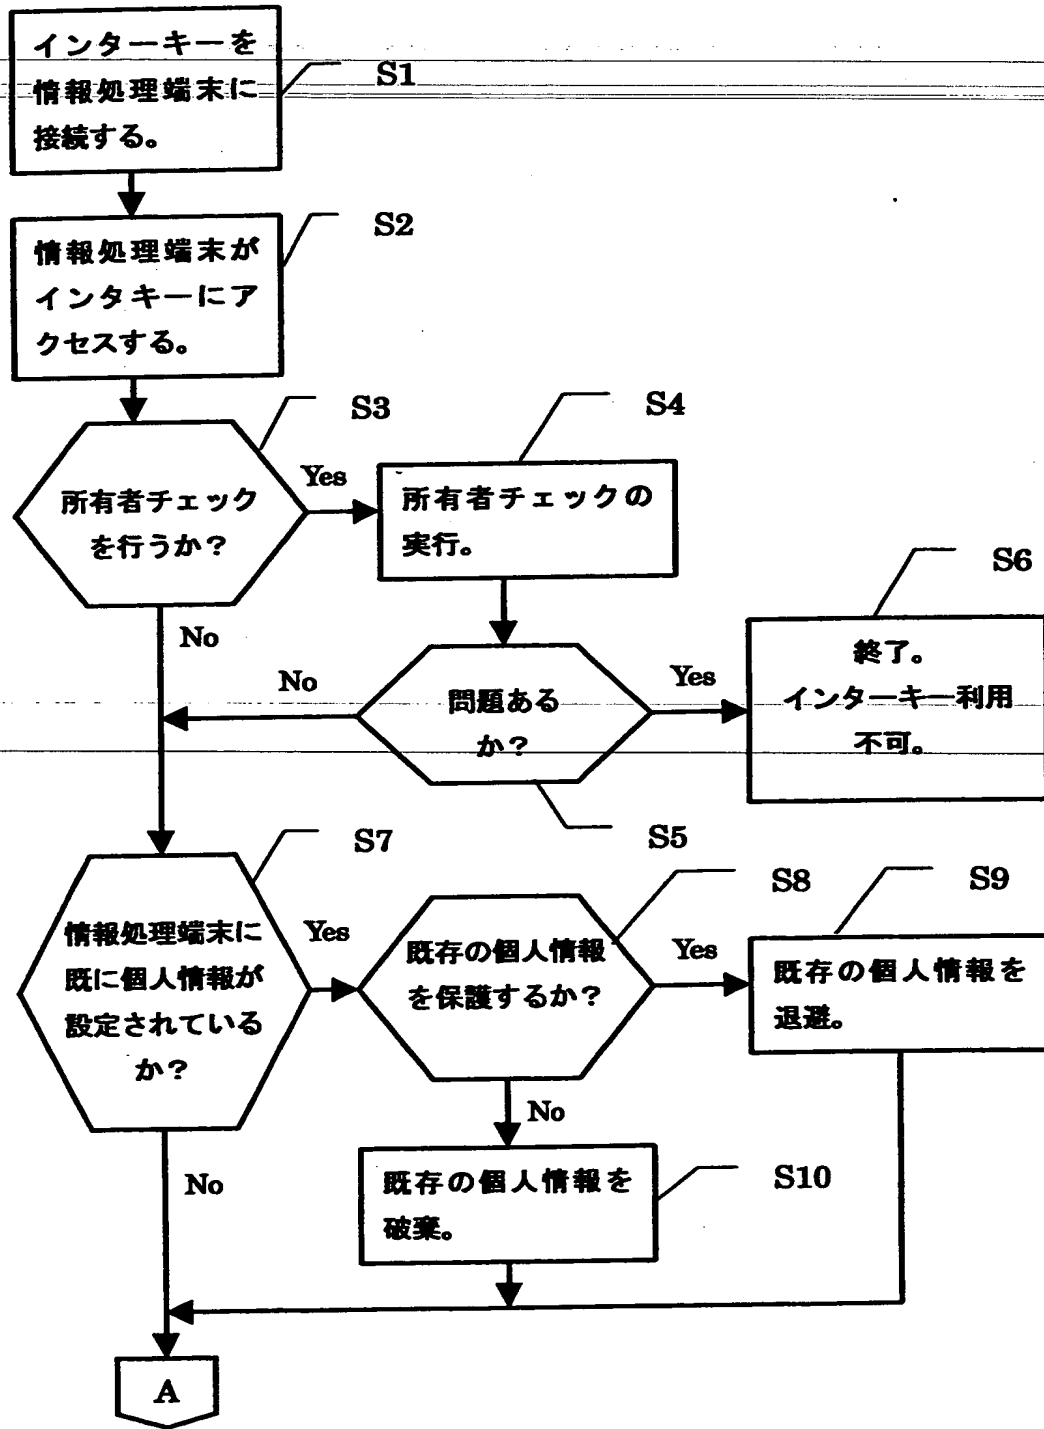 インターキーを
情報処理端末に
接続する。
S1
情報処理端末が
インタキーにア
クセスする。
S2
所有者チェック
を行うか?
S3
Yes
所有者チェックの
実行。
S4
No
問題ある
か?
S5
No
Yes
終了。
インターキー利用
不可。
S6
情報処理端末に
既に個人情報が
設定されている
か?
S7
Yes
既存の個人情報
を保護するか?
S8
Yes
既存の個人情報を
退避。
S9
No
No
既存の個人情報を
破棄。
S10
A